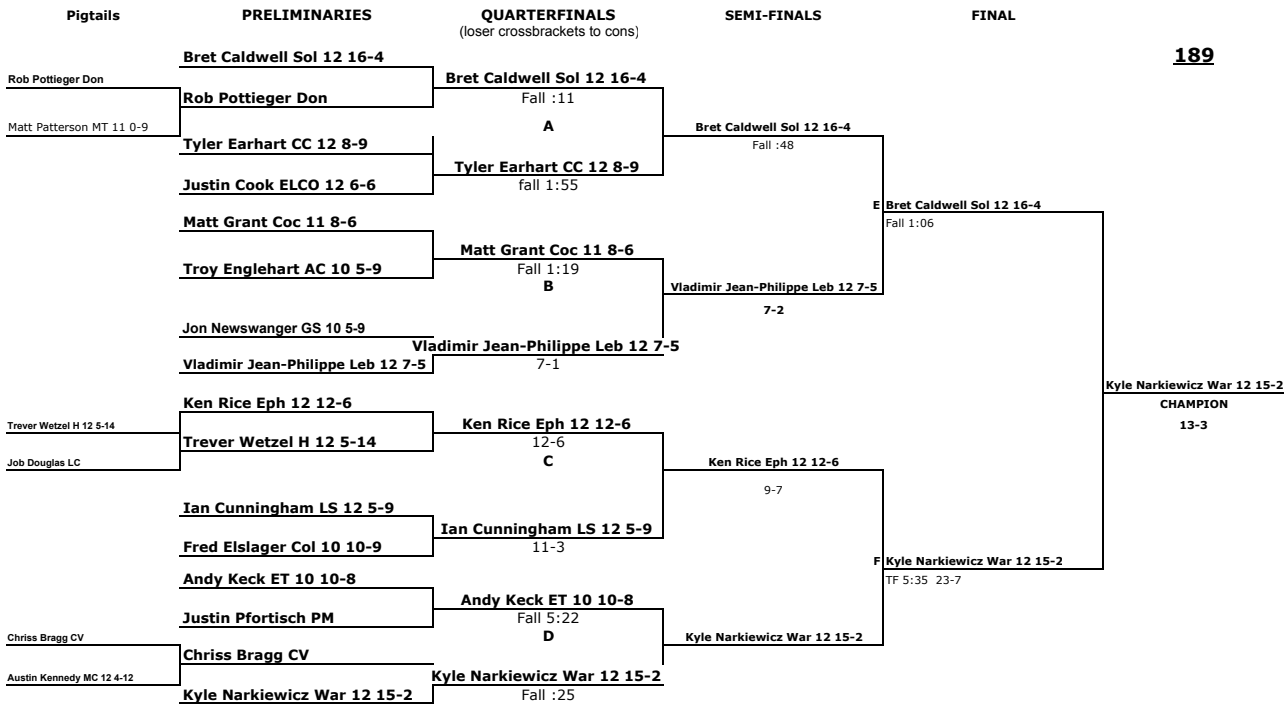 Pigtails
PRELIMINARIES
QUARTERFINALS
(loser crossbrackets to cons)
SEMI-FINALS
FINAL
189
Rob Pottieger Don
Matt Patterson MT 11 0-9
Trever Wetzel H 12 5-14
Job Douglas LC
Chriss Bragg CV
Austin Kennedy MC 12 4-12
Bret Caldwell Sol 12 16-4
Rob Pottieger Don
Tyler Earhart CC 12 8-9
Justin Cook ELCO 12 6-6
Matt Grant Coc 11 8-6
Troy Englehart AC 10 5-9
Jon Newswanger GS 10 5-9
Vladimir Jean-Philippe Leb 12 7-5
Ken Rice Eph 12 12-6
Trever Wetzel H 12 5-14
Ian Cunningham LS 12 5-9
Fred Elslager Col 10 10-9
Andy Keck ET 10 10-8
Justin Pfortisch PM
Chriss Bragg CV
Kyle Narkiewicz War 12 15-2
Bret Caldwell Sol 12 16-4
Fall :11
A
Tyler Earhart CC 12 8-9
fall 1:55
Matt Grant Coc 11 8-6
Fall 1:19
B
Vladimir Jean-Philippe Leb 12 7-5
7-1
Ken Rice Eph 12 12-6
12-6
C
Ian Cunningham LS 12 5-9
11-3
Andy Keck ET 10 10-8
Fall 5:22
D
Kyle Narkiewicz War 12 15-2
Fall :25
Bret Caldwell Sol 12 16-4
Fall :48
Vladimir Jean-Philippe Leb 12 7-5
7-2
Ken Rice Eph 12 12-6
9-7
Kyle Narkiewicz War 12 15-2
E Bret Caldwell Sol 12 16-4
Fall 1:06
F Kyle Narkiewicz War 12 15-2
TF 5:35 23-7
Kyle Narkiewicz War 12 15-2
CHAMPION
13-3